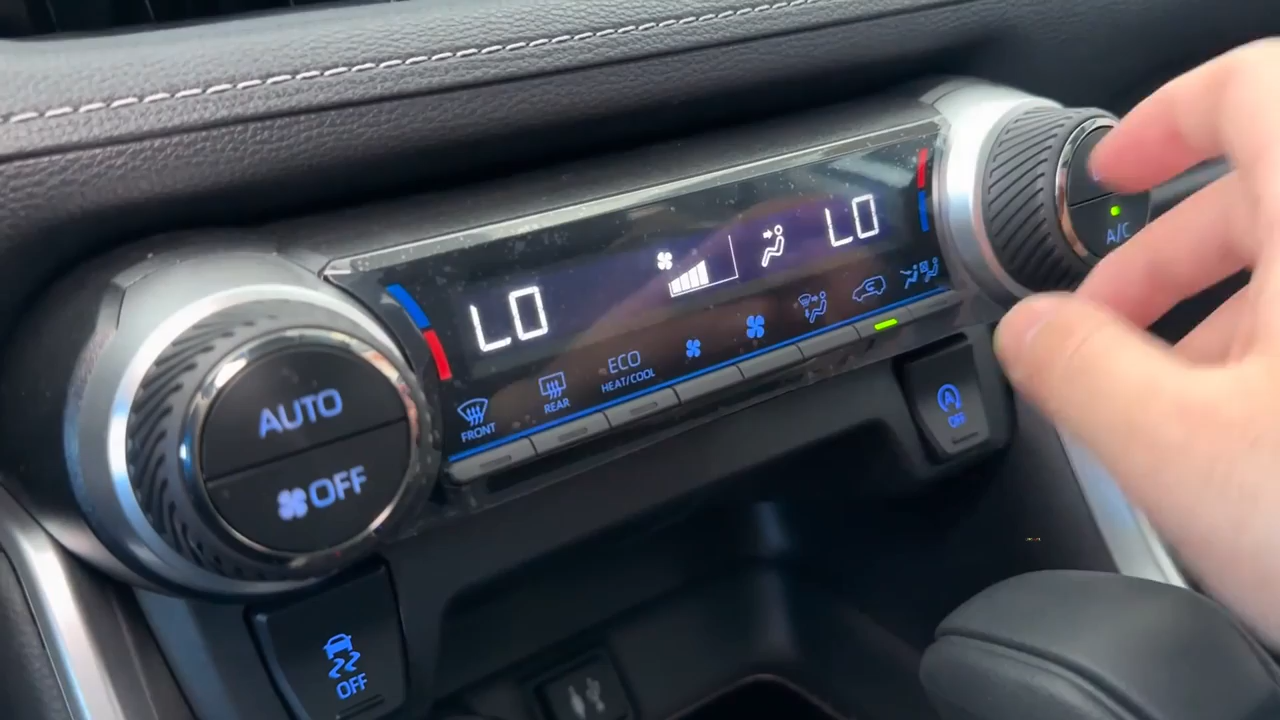 LO
LO
FRONT
REAR
ECO
HEAT/COOL
AUTO
OFF
A/C
OFF
OFF